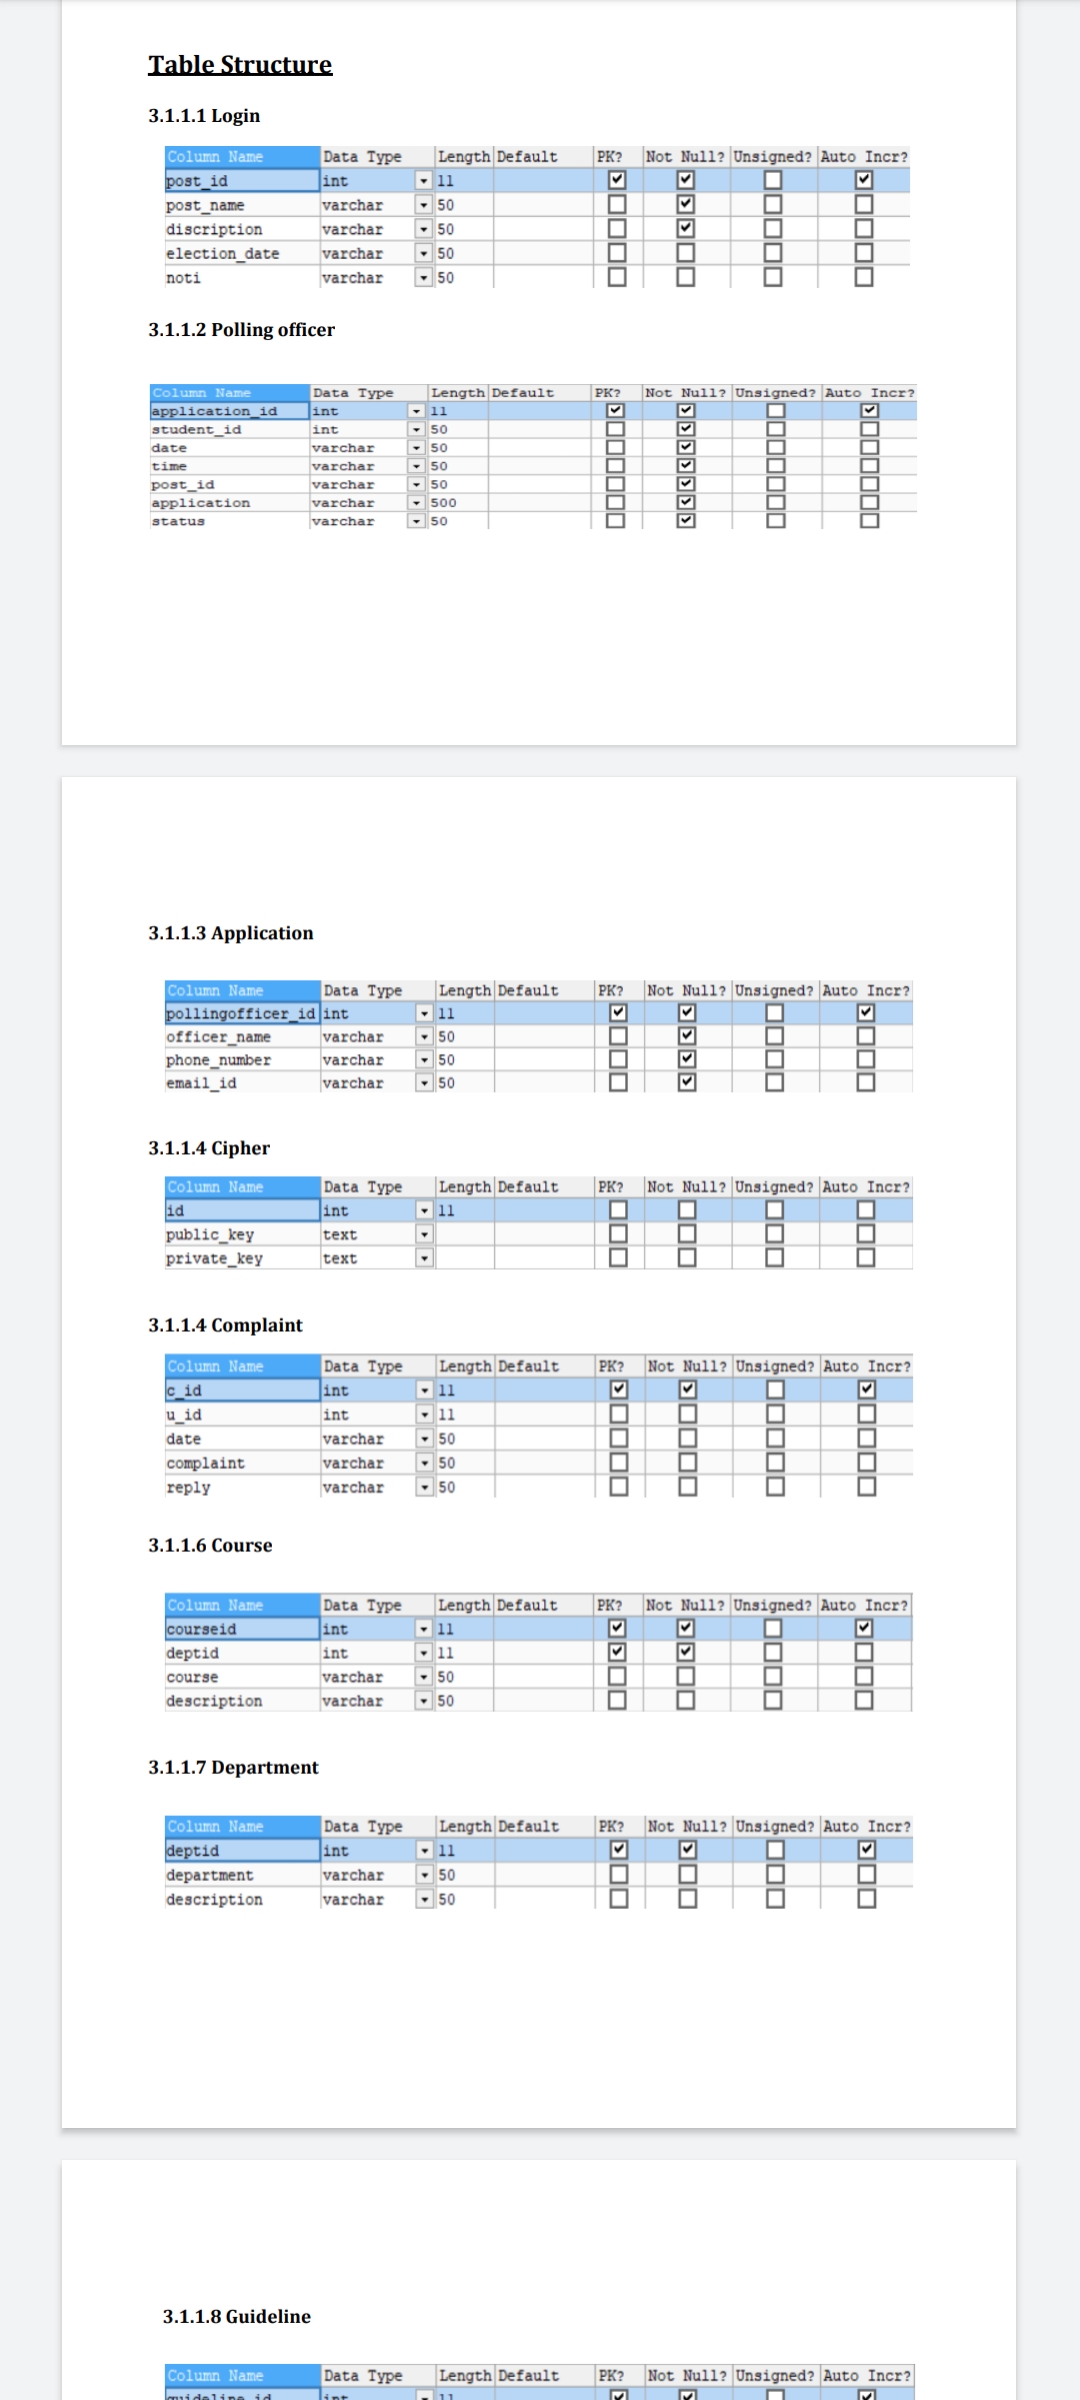 Table Structure
3.1.1.1 Login
Column Name Data Type Length Default PK? Not Null? Unsigned? Auto Incr?
post_id int 11
post_name varchar 50
discription varchar 50
election_date varchar 50
noti varchar 50
3.1.1.2 Polling officer
Column Name Data Type Length Default PK? Not Null? Unsigned? Auto Incr?
application_id int 11
student_id int 50
date varchar 50
time varchar 50
post_id varchar 50
application varchar 500
status varchar 50
3.1.1.3 Application
Column Name Data Type Length Default PK? Not Null? Unsigned? Auto Incr?
pollingofficer_id int 11
officer_name varchar 50
phone_number varchar 50
email_id varchar 50
3.1.1.4 Cipher
Column Name Data Type Length Default PK? Not Null? Unsigned? Auto Incr?
id int 11
public_key text
private_key text
3.1.1.4 Complaint
Column Name Data Type Length Default PK? Not Null? Unsigned? Auto Incr?
c_id int 11
u_id int 11
date varchar 50
complaint varchar 50
reply varchar 50
3.1.1.6 Course
Column Name Data Type Length Default PK? Not Null? Unsigned? Auto Incr?
courseid int 11
deptid int 11
course varchar 50
description varchar 50
3.1.1.7 Department
Column Name Data Type Length Default PK? Not Null? Unsigned? Auto Incr?
deptid int 11
department varchar 50
description varchar 50
3.1.1.8 Guideline
Column Name Data Type Length Default PK? Not Null? Unsigned? Auto Incr?
guideline_id int 11